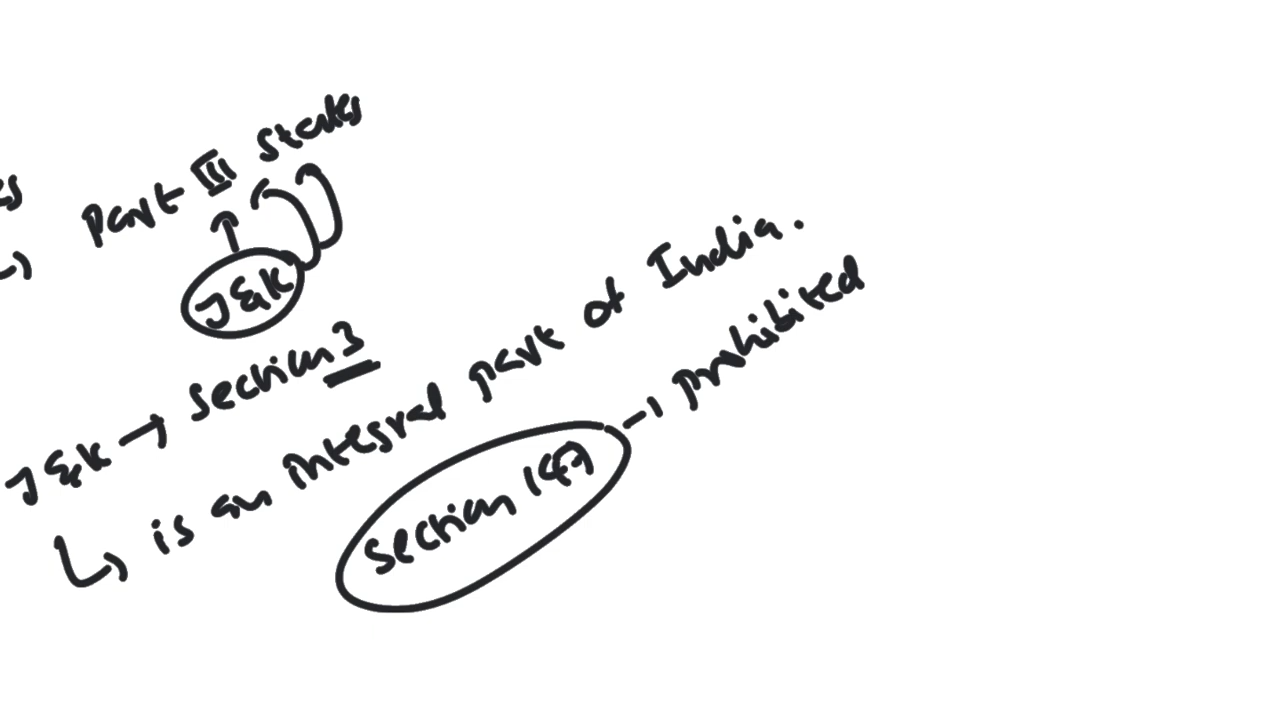 Part III States
J&K
J&K → Section 3
↳ is an integral part of India.
Section 147 → prohibited